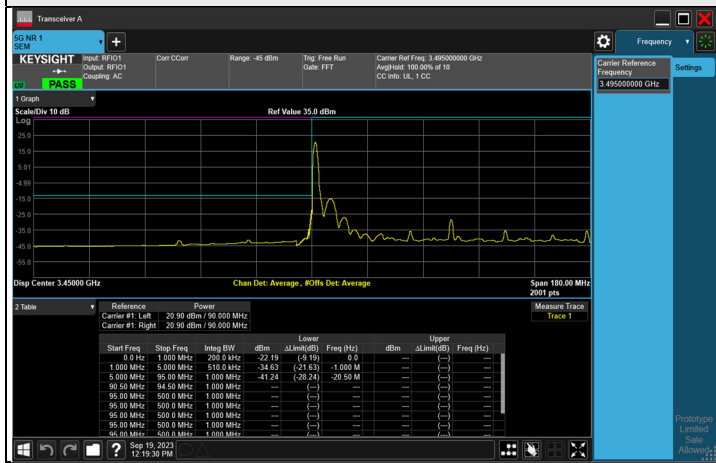 Transceiver A
5G NR 1
SEM
Frequency
KEYSIGHT
Input: RFIO1
Output: RFIO1
Coupling: AC
Corr CCorr
Range: -45 dBm
Trig: Free Run
Gate: FFT
Carrier Ref Freq: 3.495000000 GHz
Avg|Hold: 100.00% of 10
CC Info: UL, 1 CC
LV
PASS
Carrier Reference
Frequency
3.495000000 GHz
Settings
1 Graph
Scale/Div 10 dB
Ref Value 35.0 dBm
Log
25.0
15.0
5.01
-4.99
-15.0
-25.0
-35.0
-45.0
-55.0
Disp Center 3.45000 GHz
Chan Det: Average , #Offs Det: Average
Span 180.00 MHz
2001 pts
2 Table
Measure Trace
Trace 1
Reference Power
Carrier #1: Left 20.90 dBm / 90.000 MHz
Carrier #1: Right 20.90 dBm / 90.000 MHz
Lower Upper
Start Freq Stop Freq Integ BW dBm ΔLimit(dB) Freq (Hz) dBm ΔLimit(dB) Freq (Hz)
0.0 Hz 1.000 MHz 200.0 kHz -22.19 (-9.19) 0.0 --- (---) ---
1.000 MHz 5.000 MHz 510.0 kHz -34.63 (-21.63) -1.000 M --- (---) ---
5.000 MHz 95.00 MHz 1.000 MHz -41.24 (-28.24) -20.50 M --- (---) ---
90.50 MHz 94.50 MHz 1.000 MHz --- (---) --- --- (---) ---
95.00 MHz 500.0 MHz 1.000 MHz --- (---) --- --- (---) ---
95.00 MHz 500.0 MHz 1.000 MHz --- (---) --- --- (---) ---
95.00 MHz 500.0 MHz 1.000 MHz --- (---) --- --- (---) ---
95.00 MHz 500.0 MHz 1.000 MHz --- (---) --- --- (---) ---
95.00 MHz 500.0 MHz 1.000 MHz --- (---) --- --- (---) ---
Sep 19, 2023
12:19:30 PM
Prototype
Limited
Sale
Allowed